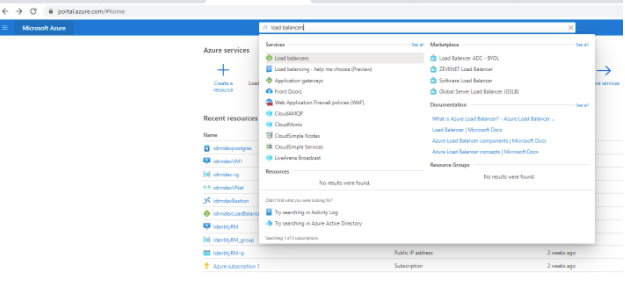 portal.azure.com/#home
Microsoft Azure
load balancers
Azure services
Create a resource
Load
services
Services
See all
Load balancers
Load balancing - help me choose (Preview)
Application gateways
Front Doors
Web Application Firewall policies (WAF)
CloudAMQP
CloudMonix
CloudSimple Nodes
CloudSimple Services
LiveArena Broadcast
Resources
No results were found.
Didn't find what you were looking for?
Try searching in Activity Log
Try searching in Azure Active Directory
Searching 1 of 2 subscriptions.
Marketplace
See all
Load Balancer ADC - BYOL
ZEVENET Load Balancer
Software Load Balancer
Global Server Load Balancer (GSLB)
Documentation
See all
What is Azure Load Balancer? - Azure Load Balancer ...
Load Balancer | Microsoft Docs
Azure Load Balancer components | Microsoft Docs
Azure Load Balancer concepts | Microsoft Docs
Resource Groups
No results were found.
Recent resources
Name
idmdevpostgres
idmdevVM1
idmdev-rg
idmdevVNet
idmdevBastion
idmdevLoadBalance
IdentityRM
IdentityRM_group
IdentityRM-ip
Public IP address
2 weeks ago
Azure subscription 1
Subscription
2 weeks ago